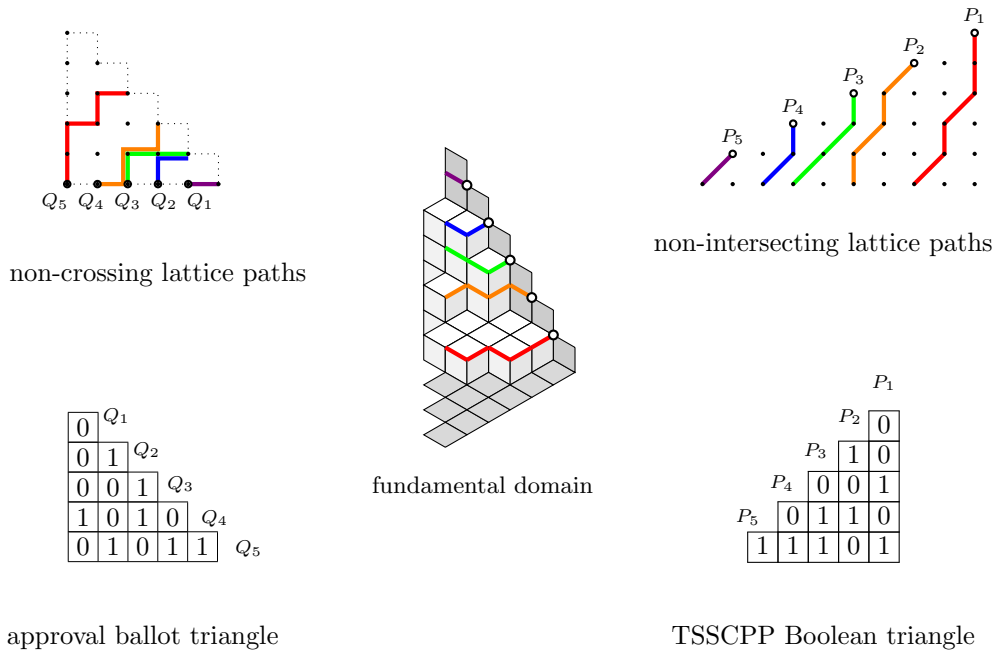 P1
P2
P3
P4
P5
Q5 Q4 Q3 Q2 Q1
non-intersecting lattice paths
non-crossing lattice paths
fundamental domain
0 Q1
0 1 Q2
0 0 1 Q3
1 0 1 0 Q4
0 1 0 1 1 Q5
P1
P2 0
P3 1 0
P4 0 0 1
P5 0 1 1 0
1 1 1 0 1
approval ballot triangle
TSSCPP Boolean triangle